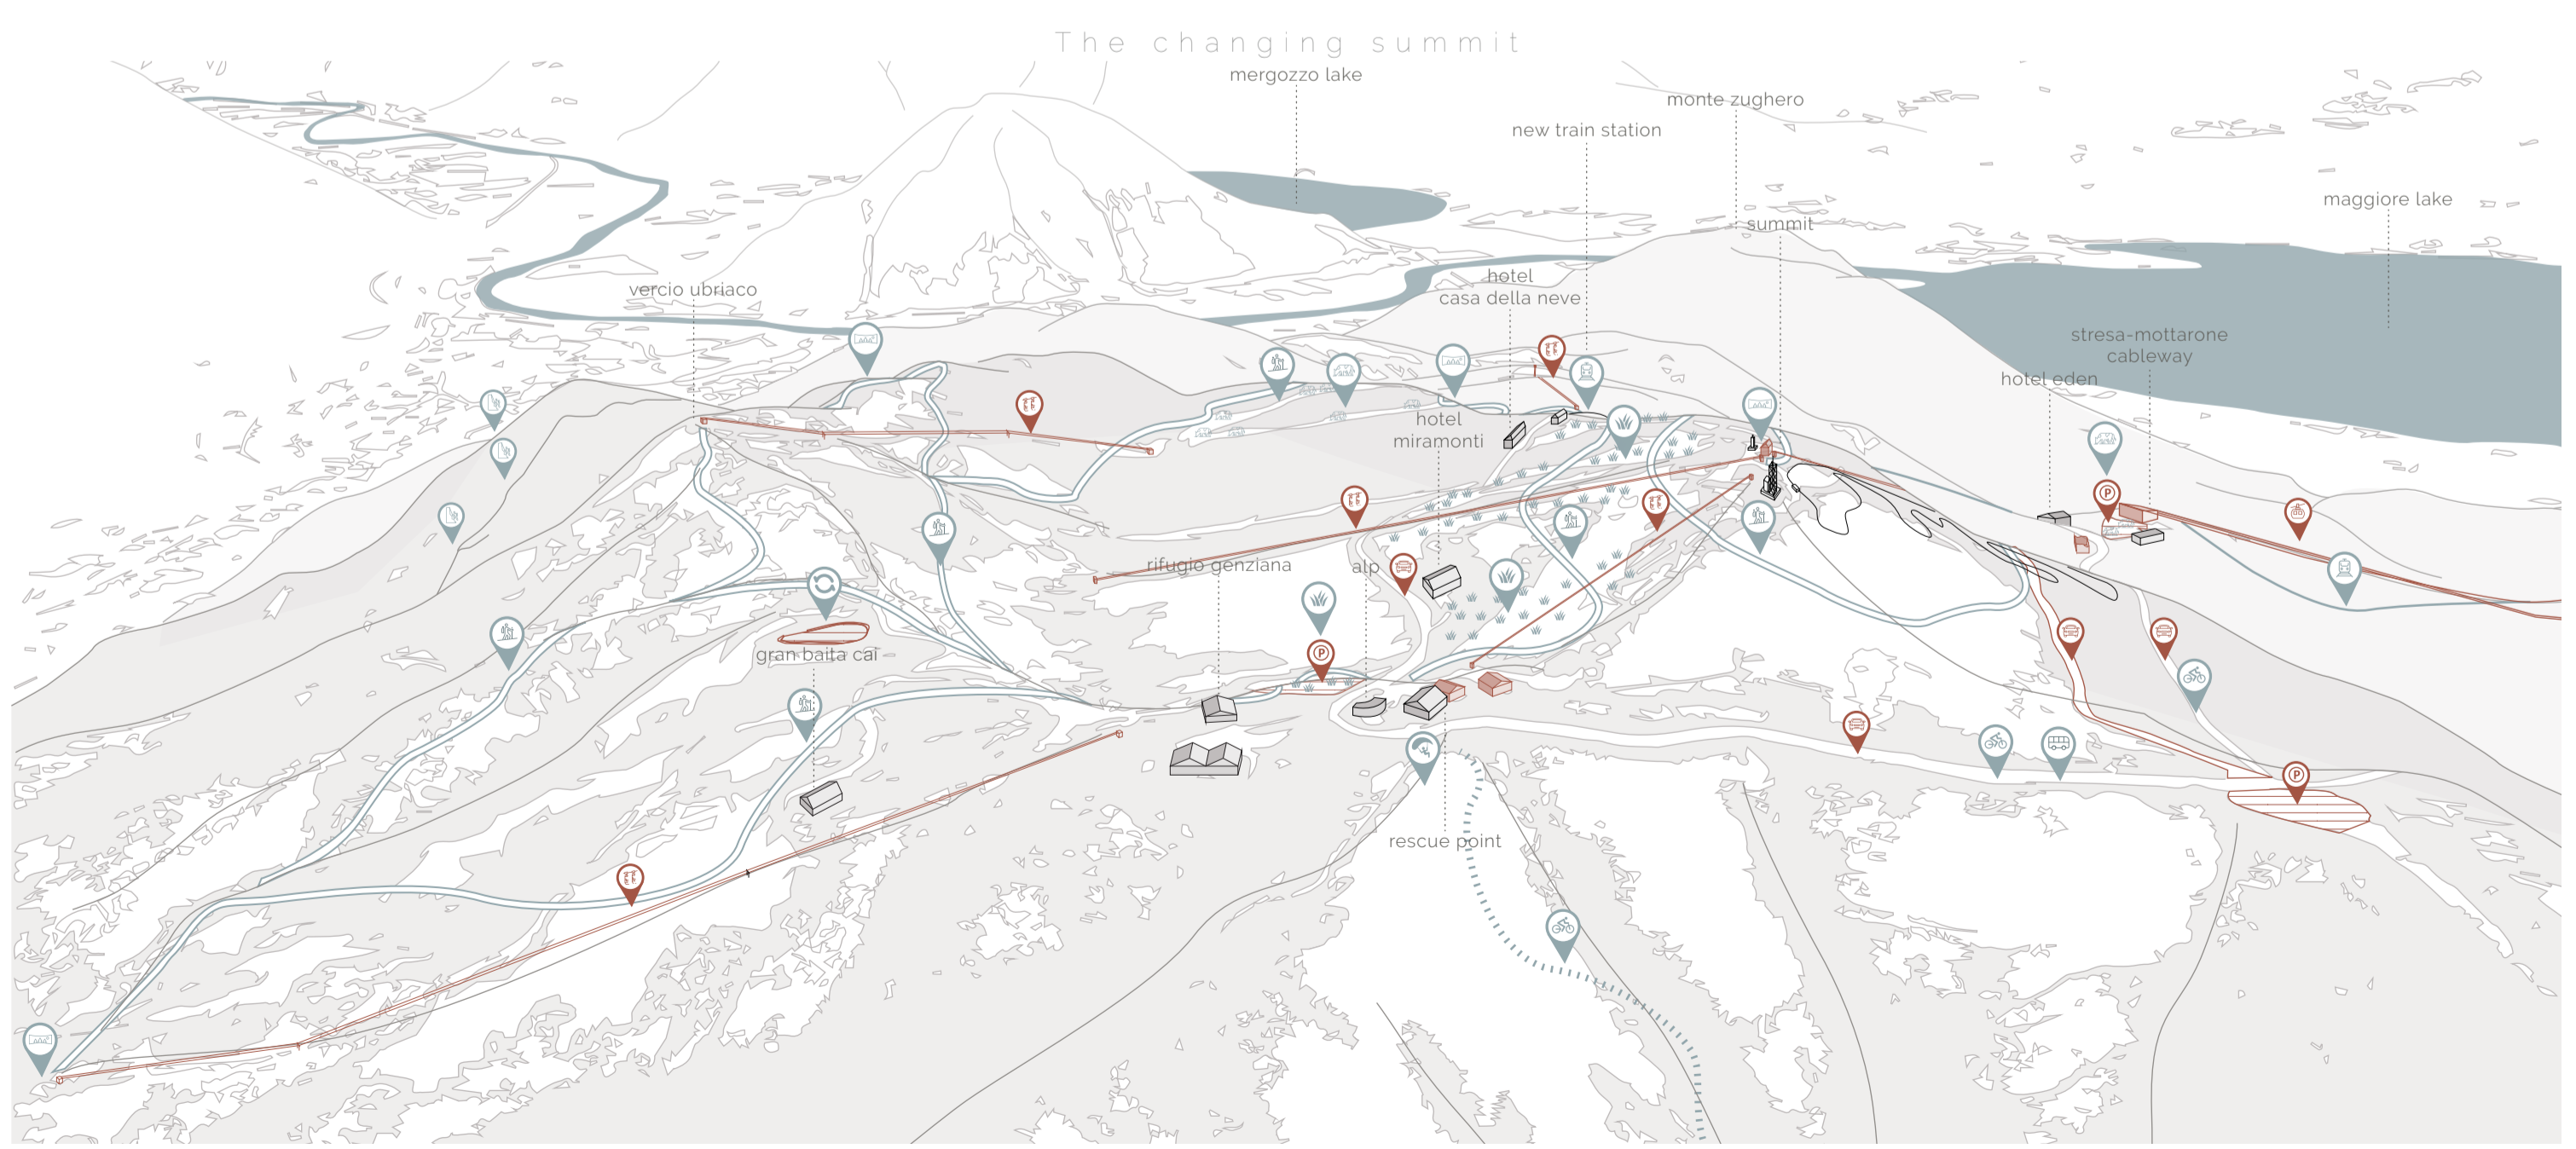 The changing summit
mergozzo lake
monte zughero
new train station
maggiore lake
summit
hotel
casa della neve
vercio ubriaco
stresa-mottarone
cableway
hotel eden
hotel
miramonti
rifugio genziana
alp
gran baita cai
rescue point
P
P
P